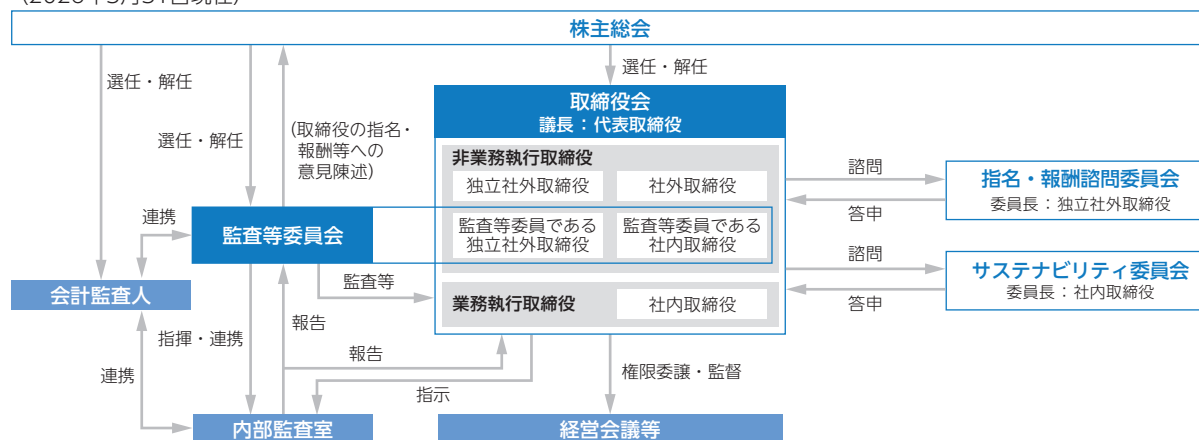 株主総会
選任・解任
選任・解任
選任・解任
(取締役の指名・
報酬等への
意見陳述)
取締役会
議長：代表取締役
非業務執行取締役
独立社外取締役
社外取締役
監査等委員である
独立社外取締役
監査等委員である
社内取締役
業務執行取締役
社内取締役
諮問
答申
指名・報酬諮問委員会
委員長：独立社外取締役
諮問
答申
サステナビリティ委員会
委員長：社内取締役
連携
監査等委員会
監査等
会計監査人
連携
指揮・連携
報告
報告
指示
権限委譲・監督
内部監査室
経営会議等